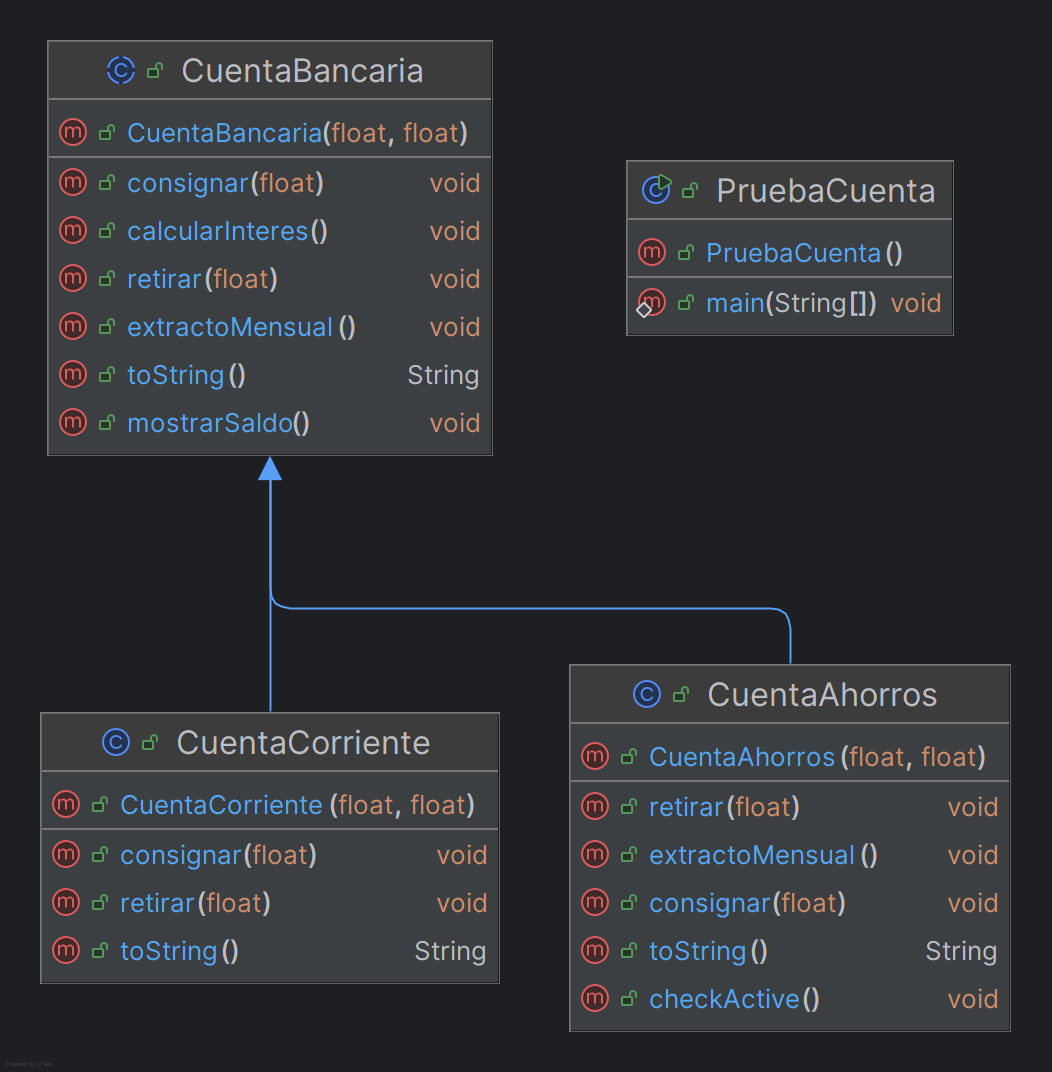 CuentaBancaria
CuentaBancaria(float, float)
consignar(float) void
calcularInteres() void
retirar(float) void
extractoMensual() void
toString() String
mostrarSaldo() void
PruebaCuenta
PruebaCuenta()
main(String[]) void
CuentaCorriente
CuentaCorriente(float, float)
consignar(float) void
retirar(float) void
toString() String
CuentaAhorros
CuentaAhorros(float, float)
retirar(float) void
extractoMensual() void
consignar(float) void
toString() String
checkActive() void
Powered by yFiles